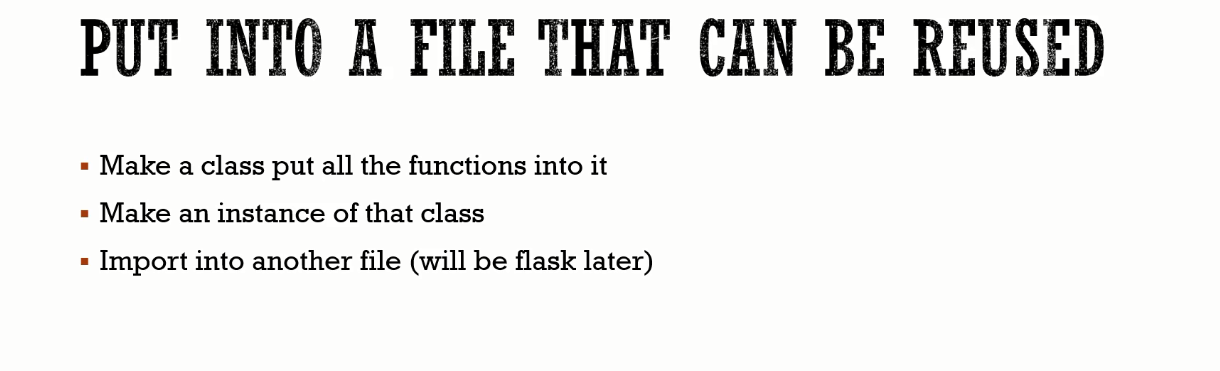 PUT INTO A FILE THAT CAN BE REUSED
Make a class put all the functions into it
Make an instance of that class
Import into another file (will be flask later)